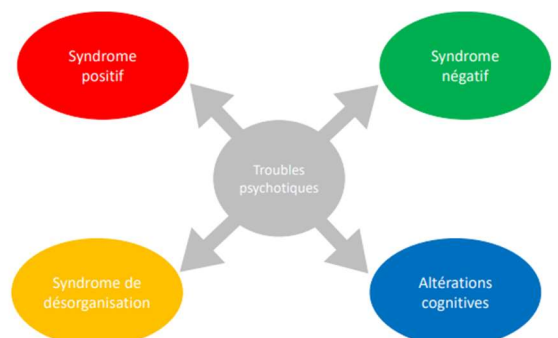 Syndrome
positif
Syndrome
négatif
Troubles
psychotiques
Syndrome de
désorganisation
Altérations
cognitives